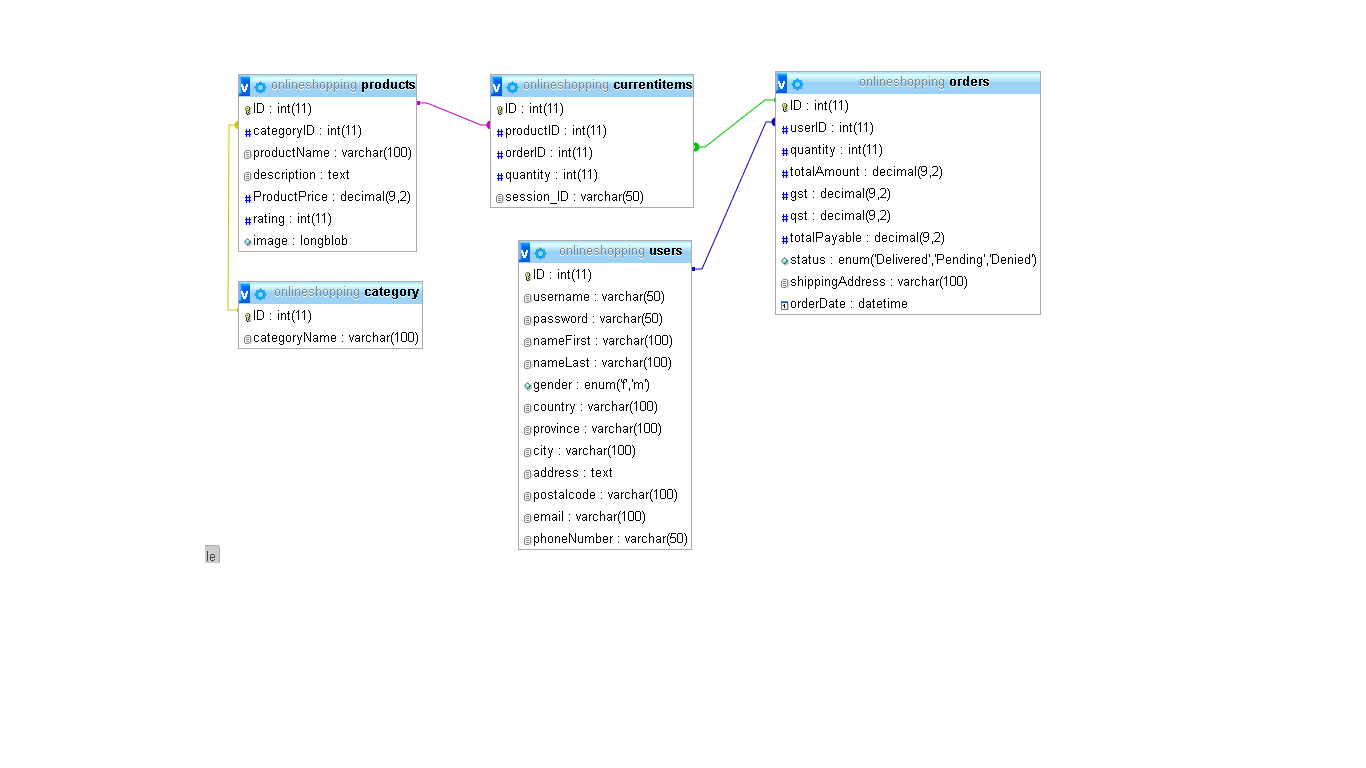 onlineshopping products
ID : int(11)
categoryID : int(11)
productName : varchar(100)
description : text
ProductPrice : decimal(9,2)
rating : int(11)
image : longblob
onlineshopping category
ID : int(11)
categoryName : varchar(100)
onlineshopping currentitems
ID : int(11)
productID : int(11)
orderID : int(11)
quantity : int(11)
session_ID : varchar(50)
onlineshopping users
ID : int(11)
username : varchar(50)
password : varchar(50)
nameFirst : varchar(100)
nameLast : varchar(100)
gender : enum('f','m')
country : varchar(100)
province : varchar(100)
city : varchar(100)
address : text
postalcode : varchar(100)
email : varchar(100)
phoneNumber : varchar(50)
onlineshopping orders
ID : int(11)
userID : int(11)
quantity : int(11)
totalAmount : decimal(9,2)
gst : decimal(9,2)
qst : decimal(9,2)
totalPayable : decimal(9,2)
status : enum('Delivered','Pending','Denied')
shippingAddress : varchar(100)
orderDate : datetime
le